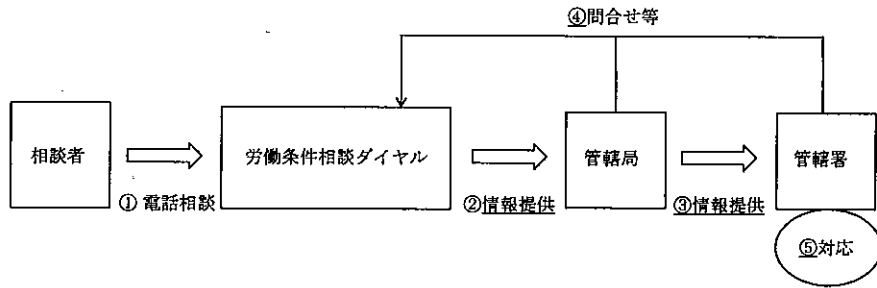 ④問合せ等
相談者
労働条件相談ダイヤル
管轄局
管轄署
①電話相談
②情報提供
③情報提供
⑤対応